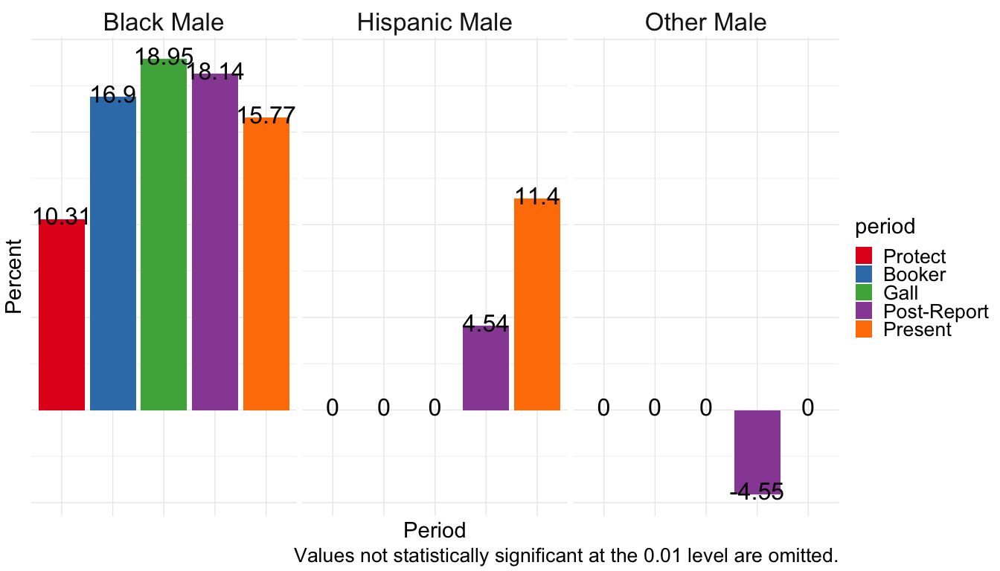 Black Male
Hispanic Male
Other Male
18.95
18.14
16.9
15.77
10.31
11.4
4.54
0
0
0
0
0
0
0
-4.55
Percent
Period
period
Protect
Booker
Gall
Post-Report
Present
Values not statistically significant at the 0.01 level are omitted.